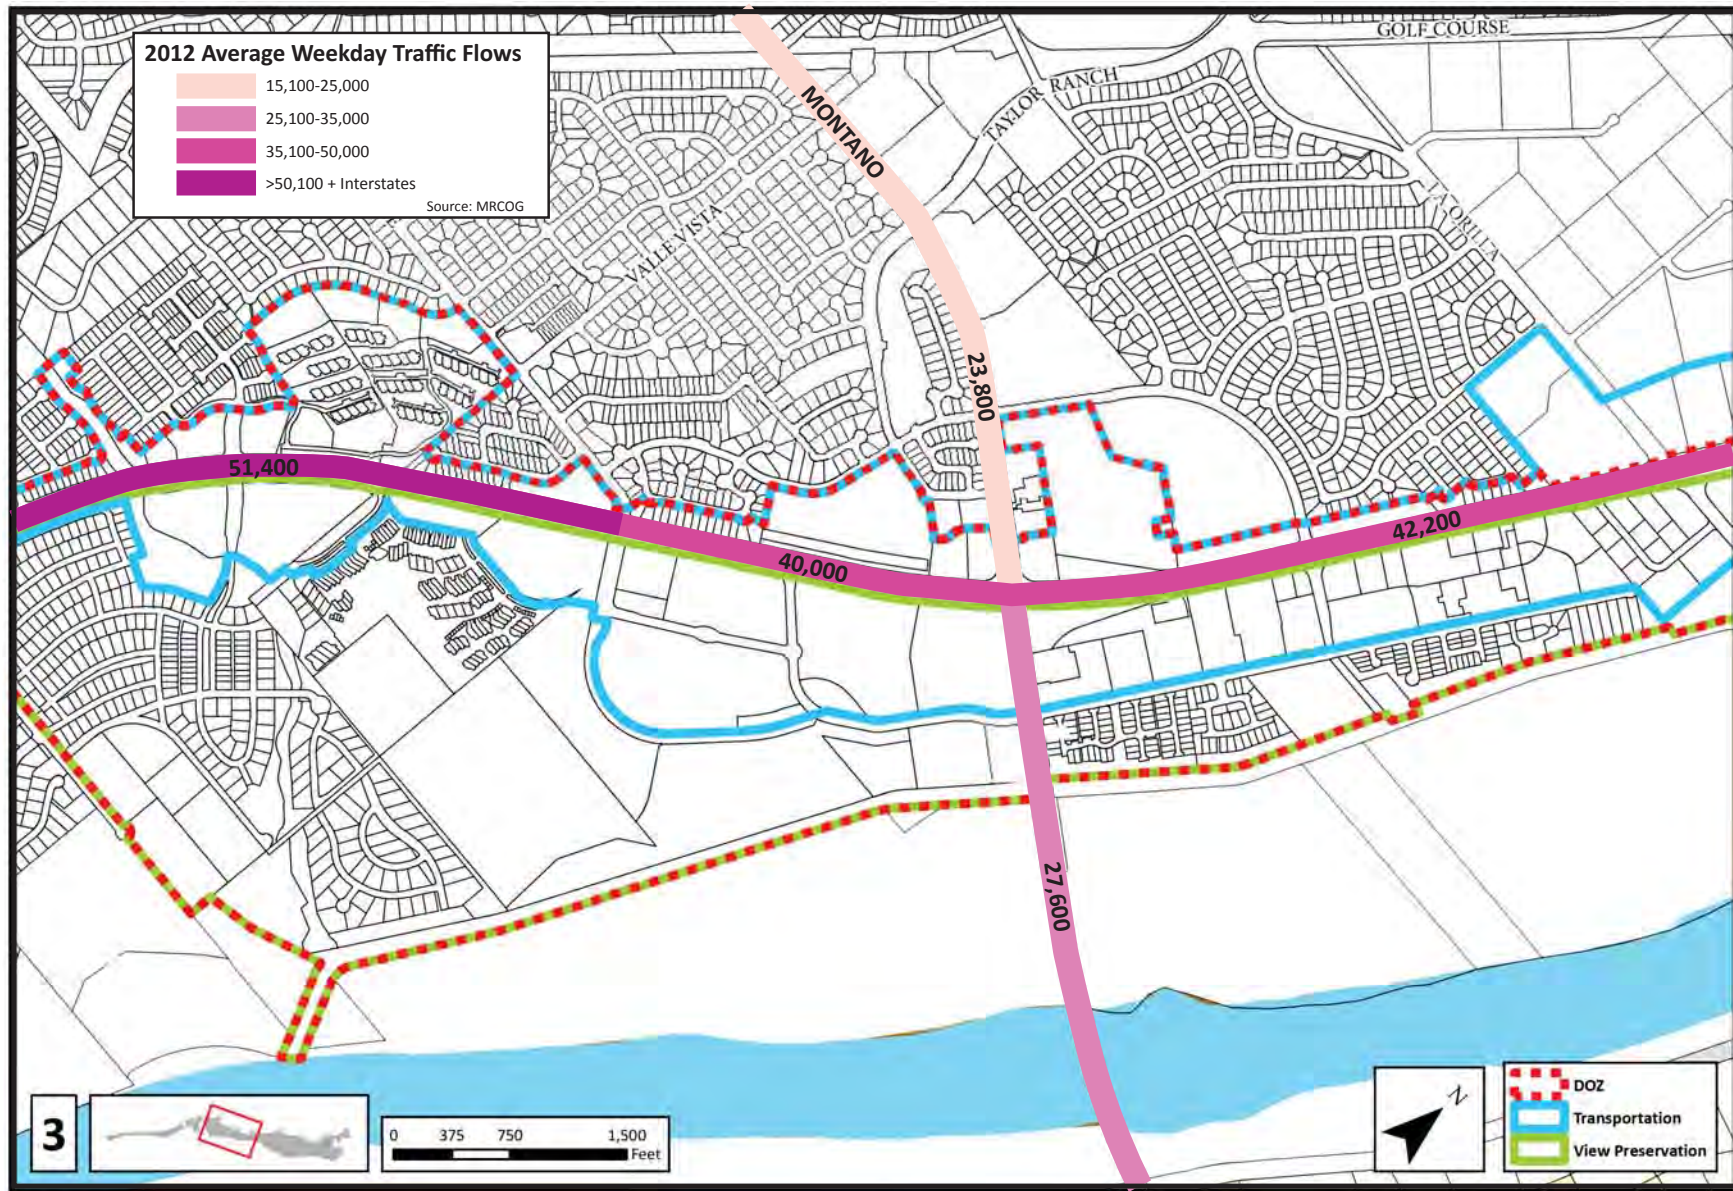 2012 Average Weekday Traffic Flows
15,100-25,000
25,100-35,000
35,100-50,000
>50,100 + Interstates
Source: MRCOG
GOLF COURSE
TAYLOR RANCH
MONTANO
VALLE VISTA
LA ORILLA
23,800
51,400
40,000
42,200
27,600
3
0 375 750 1,500
Feet
N
DOZ
Transportation
View Preservation